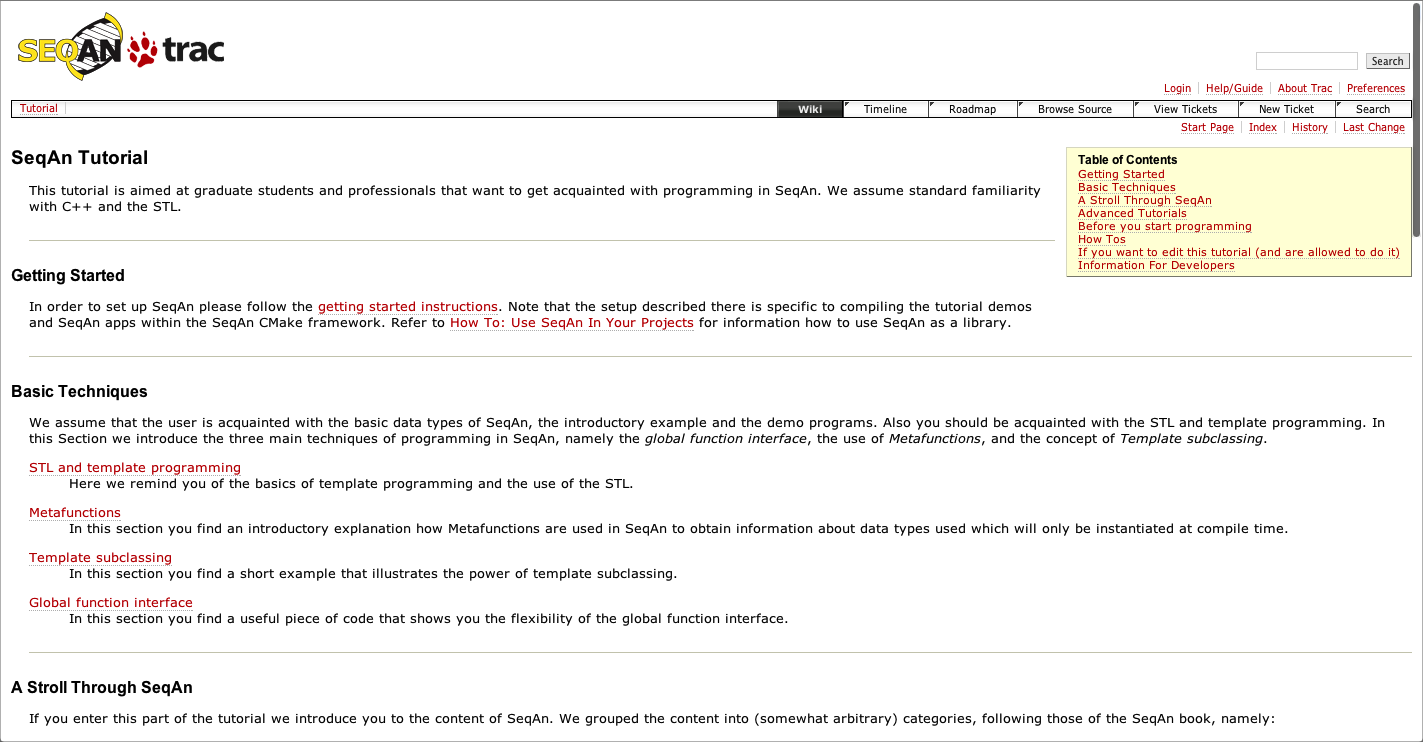 SEQAN trac
Search
Login Help/Guide About Trac Preferences
Tutorial Wiki Timeline Roadmap Browse Source View Tickets New Ticket Search
Start Page Index History Last Change
SeqAn Tutorial
This tutorial is aimed at graduate students and professionals that want to get acquainted with programming in SeqAn. We assume standard familiarity
with C++ and the STL.
Table of Contents
Getting Started
Basic Techniques
A Stroll Through SeqAn
Advanced Tutorials
Before you start programming
How Tos
If you want to edit this tutorial (and are allowed to do it)
Information For Developers
Getting Started
In order to set up SeqAn please follow the getting started instructions. Note that the setup described there is specific to compiling the tutorial demos
and SeqAn apps within the SeqAn CMake framework. Refer to How To: Use SeqAn In Your Projects for information how to use SeqAn as a library.
Basic Techniques
We assume that the user is acquainted with the basic data types of SeqAn, the introductory example and the demo programs. Also you should be acquainted with the STL and template programming. In
this Section we introduce the three main techniques of programming in SeqAn, namely the global function interface, the use of Metafunctions, and the concept of Template subclassing.
STL and template programming
Here we remind you of the basics of template programming and the use of the STL.
Metafunctions
In this section you find an introductory explanation how Metafunctions are used in SeqAn to obtain information about data types used which will only be instantiated at compile time.
Template subclassing
In this section you find a short example that illustrates the power of template subclassing.
Global function interface
In this section you find a useful piece of code that shows you the flexibility of the global function interface.
A Stroll Through SeqAn
If you enter this part of the tutorial we introduce you to the content of SeqAn. We grouped the content into (somewhat arbitrary) categories, following those of the SeqAn book, namely: